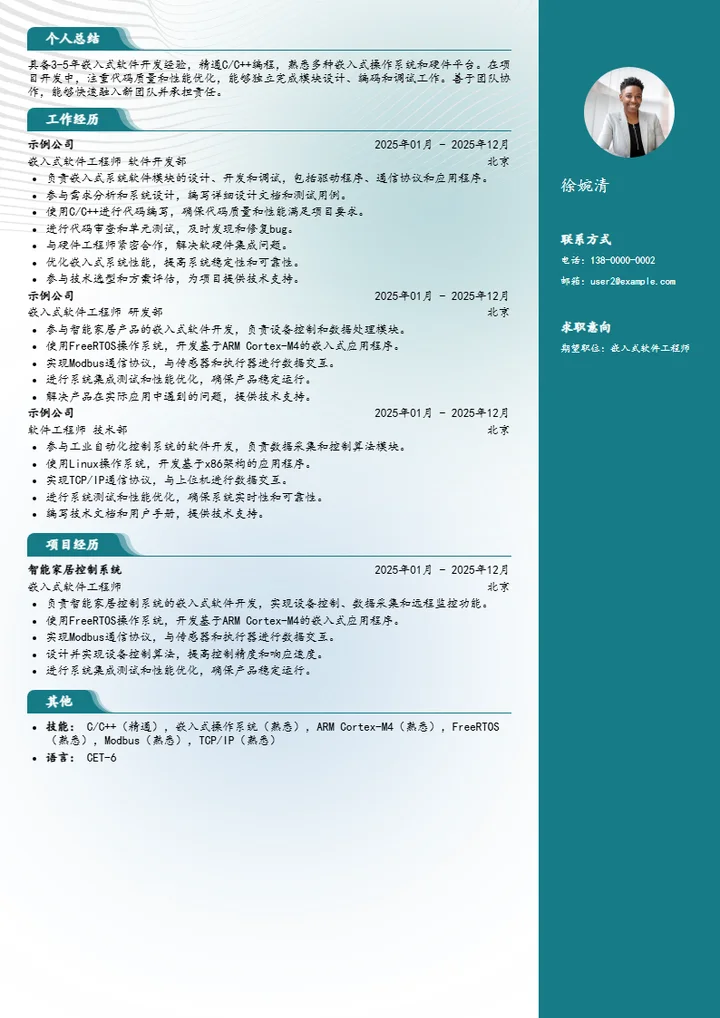 个人总结
具备3-5年嵌入式软件开发经验，精通C/C++编程，熟悉多种嵌入式操作系统和硬件平台。在项
目开发中，注重代码质量和性能优化，能够独立完成模块设计、编码和调试工作。善于团队协
作，能够快速融入新团队并承担责任。
工作经历
示例公司 2025年01月 - 2025年12月
嵌入式软件工程师 软件开发部 北京
• 负责嵌入式系统软件模块的设计、开发和调试，包括驱动程序、通信协议和应用程序。
• 参与需求分析和系统设计，编写详细设计文档和测试用例。
• 使用C/C++进行代码编写，确保代码质量和性能满足项目要求。
• 进行代码审查和单元测试，及时发现和修复bug。
• 与硬件工程师紧密合作，解决软硬件集成问题。
• 优化嵌入式系统性能，提高系统稳定性和可靠性。
• 参与技术选型和方案评估，为项目提供技术支持。
示例公司 2025年01月 - 2025年12月
嵌入式软件工程师 研发部 北京
• 参与智能家居产品的嵌入式软件开发，负责设备控制和数据处理模块。
• 使用FreeRTOS操作系统，开发基于ARM Cortex-M4的嵌入式应用程序。
• 实现Modbus通信协议，与传感器和执行器进行数据交互。
• 进行系统集成测试和性能优化，确保产品稳定运行。
• 解决产品在实际应用中遇到的问题，提供技术支持。
示例公司 2025年01月 - 2025年12月
软件工程师 技术部 北京
• 参与工业自动化控制系统的软件开发，负责数据采集和控制算法模块。
• 使用Linux操作系统，开发基于x86架构的应用程序。
• 实现TCP/IP通信协议，与上位机进行数据交互。
• 进行系统测试和性能优化，确保系统实时性和可靠性。
• 编写技术文档和用户手册，提供技术支持。
项目经历
智能家居控制系统 2025年01月 - 2025年12月
嵌入式软件工程师 北京
• 负责智能家居控制系统的嵌入式软件开发，实现设备控制、数据采集和远程监控功能。
• 使用FreeRTOS操作系统，开发基于ARM Cortex-M4的嵌入式应用程序。
• 实现Modbus通信协议，与传感器和执行器进行数据交互。
• 设计并实现设备控制算法，提高控制精度和响应速度。
• 进行系统集成测试和性能优化，确保产品稳定运行。
其他
• 技能： C/C++（精通），嵌入式操作系统（熟悉），ARM Cortex-M4（熟悉），FreeRTOS
（熟悉），Modbus（熟悉），TCP/IP（熟悉）
• 语言： CET-6
徐婉清
联系方式
电话：138-0000-0002
邮箱：user2@example.com
求职意向
期望职位：嵌入式软件工程师